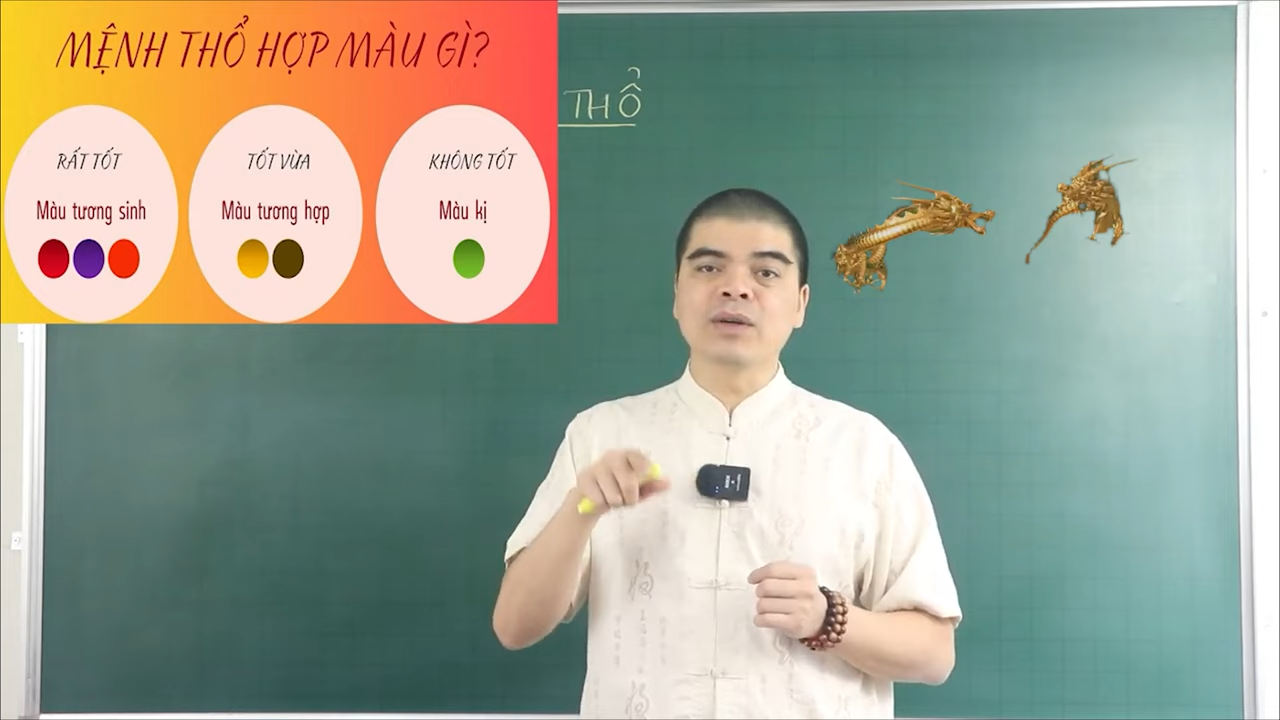 MỆNH THỔ HỢP MÀU GÌ?
THỔ
RẤT TỐT
TỐT VỪA
KHÔNG TỐT
Màu tương sinh
Màu tương hợp
Màu kị